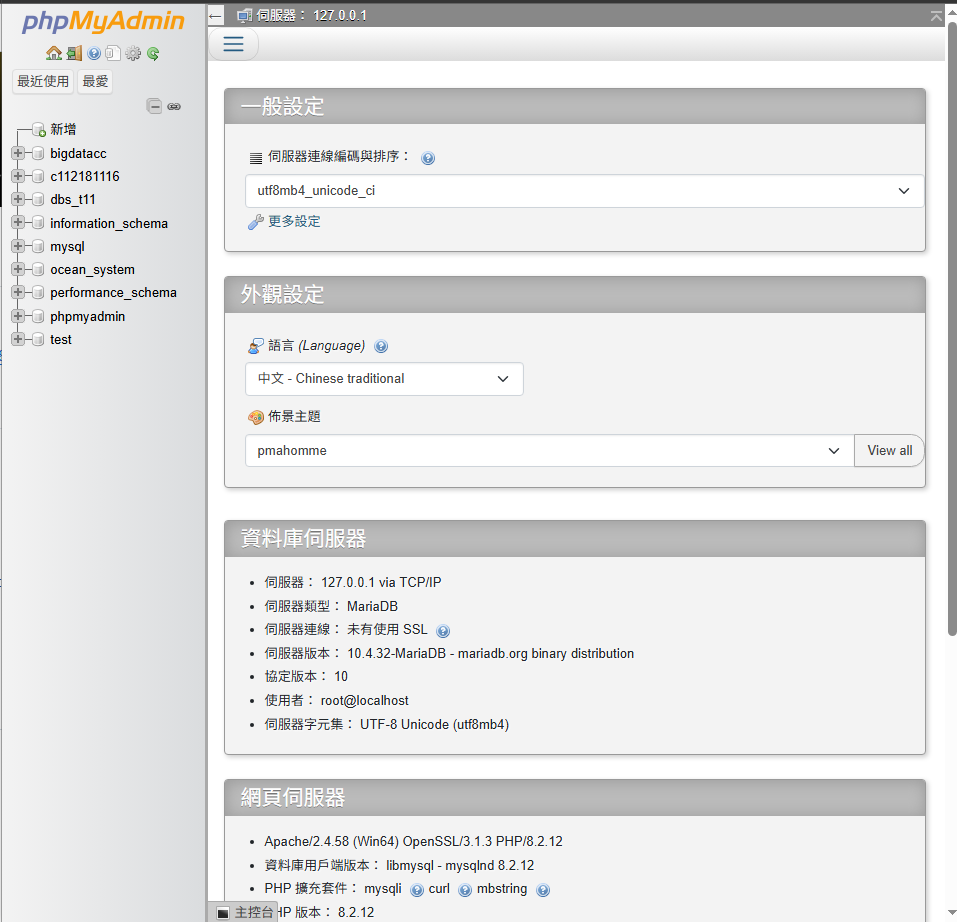 phpMyAdmin
最近使用 最愛
新增
bigdatacc
c112181116
dbs_t11
information_schema
mysql
ocean_system
performance_schema
phpmyadmin
test
伺服器： 127.0.0.1
一般設定
伺服器連線編碼與排序：
utf8mb4_unicode_ci
更多設定
外觀設定
語言 (Language)
中文 - Chinese traditional
佈景主題
pmahomme
View all
資料庫伺服器
• 伺服器： 127.0.0.1 via TCP/IP
• 伺服器類型： MariaDB
• 伺服器連線： 未有使用 SSL
• 伺服器版本： 10.4.32-MariaDB - mariadb.org binary distribution
• 協定版本： 10
• 使用者： root@localhost
• 伺服器字元集： UTF-8 Unicode (utf8mb4)
網頁伺服器
• Apache/2.4.58 (Win64) OpenSSL/3.1.3 PHP/8.2.12
• 資料庫用戶端版本： libmysql - mysqlnd 8.2.12
• PHP 擴充套件： mysqli curl mbstring
主控台
HP 版本： 8.2.12